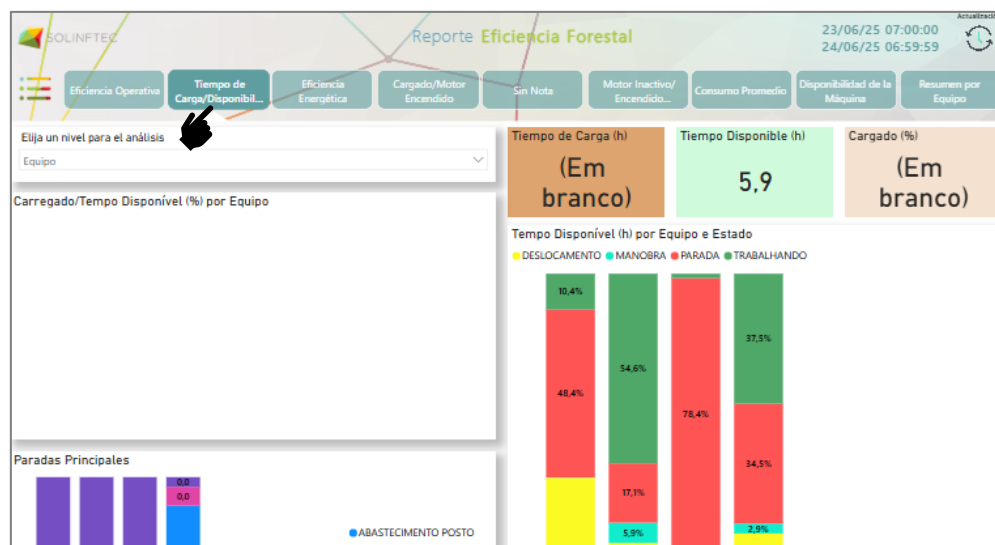 SOLINFTEC
Reporte Eficiencia Forestal
23/06/25 07:00:00
24/06/25 06:59:59
Eficiencia Operativa
Tiempo de
Carga/Disponibil...
Eficiencia
Energética
Cargado/Motor
Encendido
Sin Nota
Motor Inactivo/
Encendido...
Consumo Promedio
Disponibilidad de la
Máquina
Resumen por
Equipo
Elija un nivel para el análisis
Equipo
Tiempo de Carga (h)
(Em
branco)
Tiempo Disponible (h)
5,9
Cargado (%)
(Em
branco)
Carregado/Tempo Disponível (%) por Equipo
Tempo Disponível (h) por Equipo e Estado
DESLOCAMENTO MANOBRA PARADA TRABALHANDO
10,4%
37,5%
54,6%
48,4%
78,4%
34,5%
17,1%
5,9%
2,9%
Paradas Principales
0,0
0,0
ABASTECIMENTO POSTO